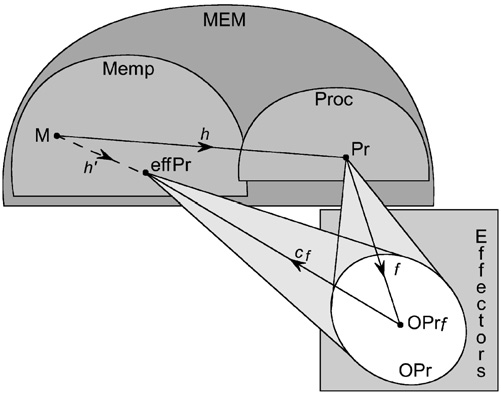 MEM
Memp
Proc
M
h
Pr
h'
effPr
cf
f
OPrf
OPr
Effectors